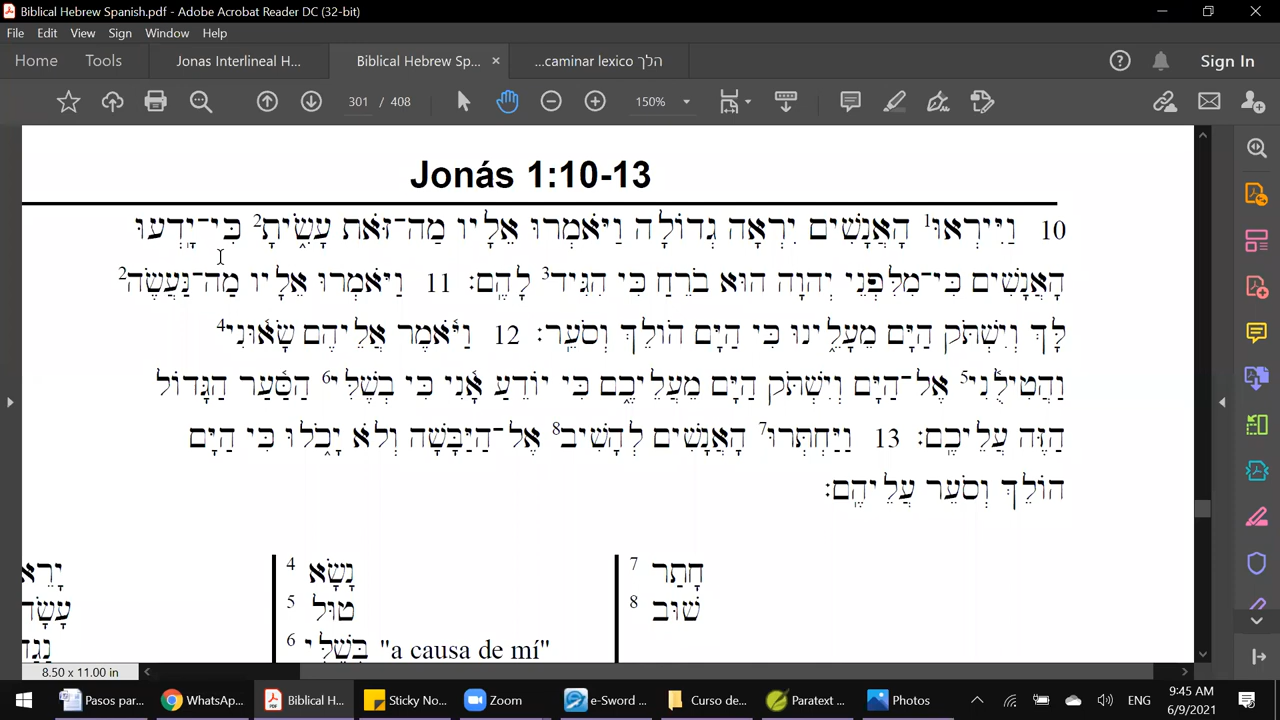 Biblical Hebrew Spanish.pdf - Adobe Acrobat Reader DC (32-bit)
File Edit View Sign Window Help
Home Tools Jonas Interlineal H... Biblical Hebrew Sp... × ...caminar lexico הלך Sign In
301 / 408 150%
Jonás 1:10-13
10 וַיִּירְאוּ1 הָאֲנָשִׁים יִרְאָה גְדוֹלָה וַיֹּאמְרוּ אֵלָיו מַה־זֹּאת עָשִׂיתָ2 כִּי־יָדְעוּ
הָאֲנָשִׁים כִּי־מִלִּפְנֵי יְהוָה הוּא בֹרֵחַ כִּי הִגִּיד3 לָהֶם׃ 11 וַיֹּאמְרוּ אֵלָיו מַה־נַּעֲשֶׂה2
לָּךְ וְיִשְׁתֹּק הַיָּם מֵעָלֵינוּ כִּי הַיָּם הוֹלֵךְ וְסֹעֵר׃ 12 וַיֹּאמֶר אֲלֵיהֶם שָׂאוּנִי4
וַהֲטִילֻנִי5 אֶל־הַיָּם וְיִשְׁתֹּק הַיָּם מֵעֲלֵיכֶם כִּי יוֹדֵעַ אָנִי כִּי בְשֶׁלִּי6 הַסַּעַר הַגָּדוֹל
הַזֶּה עֲלֵיכֶם׃ 13 וַיַּחְתְּרוּ7 הָאֲנָשִׁים לְהָשִׁיב8 אֶל־הַיַּבָּשָׁה וְלֹא יָכֹלוּ כִּי הַיָּם
הוֹלֵךְ וְסֹעֵר עֲלֵיהֶם׃
יָרֵא
4 נָשָׂא
7 חָתַר
5 טוּל
8 שׁוּב
6 בְּשֶׁלִּי "a causa de mí"
8.50 x 11.00 in
Pasos par... WhatsAp... Biblical H... Sticky No... Zoom e-Sword ... Curso de... Paratext ... Photos ENG 9:45 AM
6/9/2021